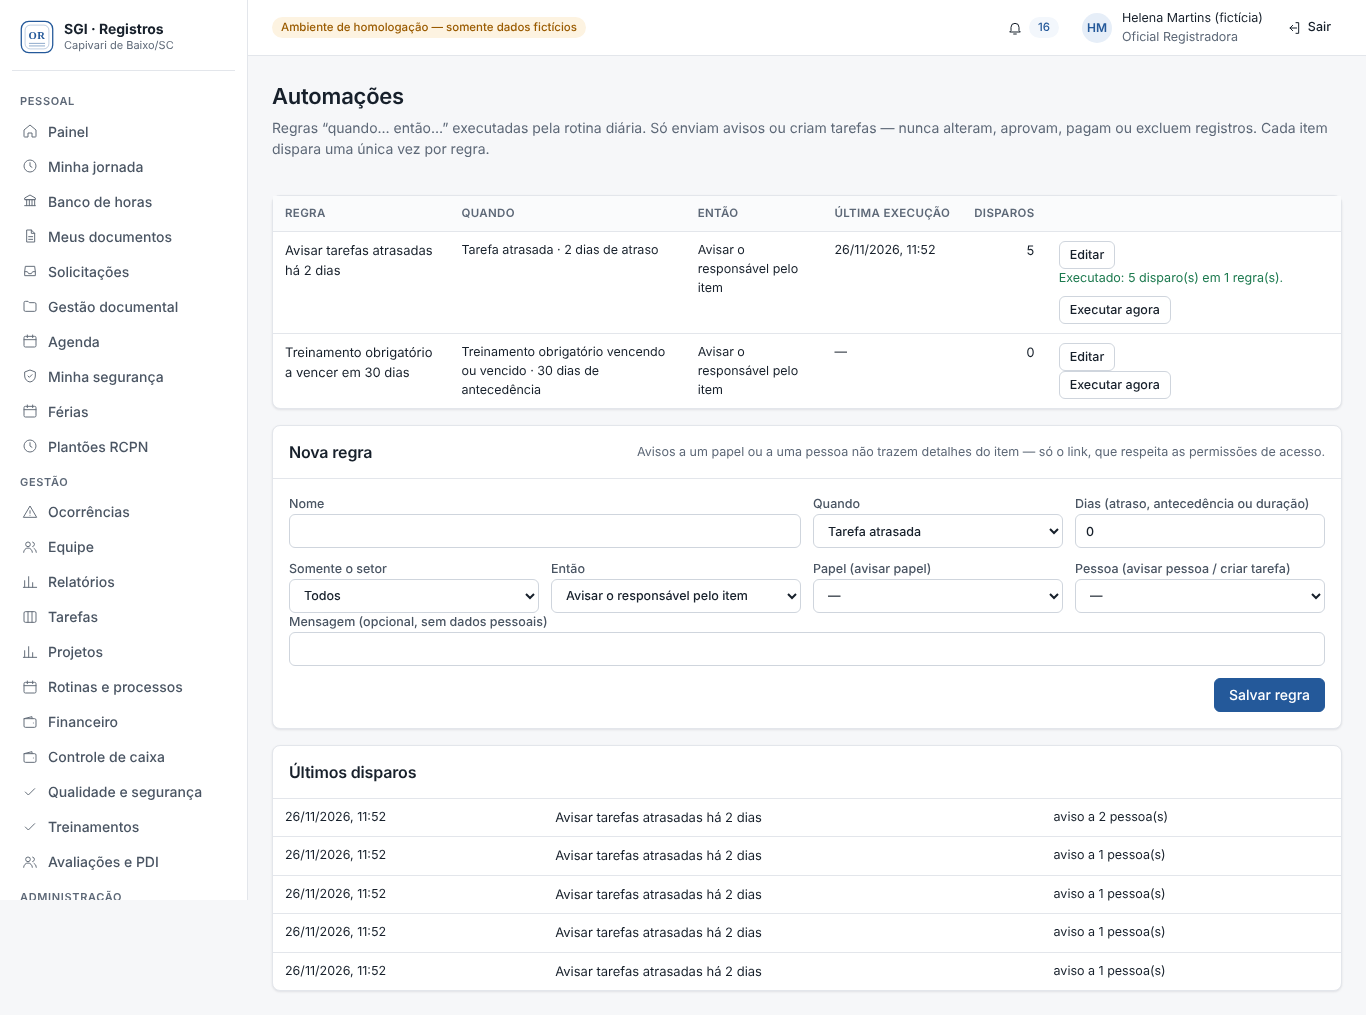 OR
SGI · Registros
Capivari de Baixo/SC
Ambiente de homologação — somente dados fictícios
16
HM
Helena Martins (fictícia)
Oficial Registradora
Sair
PESSOAL
Painel
Minha jornada
Banco de horas
Meus documentos
Solicitações
Gestão documental
Agenda
Minha segurança
Férias
Plantões RCPN
GESTÃO
Ocorrências
Equipe
Relatórios
Tarefas
Projetos
Rotinas e processos
Financeiro
Controle de caixa
Qualidade e segurança
Treinamentos
Avaliações e PDI
ADMINISTRAÇÃO
Automações
Regras “quando... então...” executadas pela rotina diária. Só enviam avisos ou criam tarefas — nunca alteram, aprovam, pagam ou excluem registros. Cada item
dispara uma única vez por regra.
REGRA QUANDO ENTÃO ÚLTIMA EXECUÇÃO DISPAROS
Avisar tarefas atrasadas
há 2 dias
Tarefa atrasada · 2 dias de atraso
Avisar o
responsável pelo
item
26/11/2026, 11:52
5
Editar
Executado: 5 disparo(s) em 1 regra(s).
Executar agora
Treinamento obrigatório
a vencer em 30 dias
Treinamento obrigatório vencendo
ou vencido · 30 dias de
antecedência
Avisar o
responsável pelo
item
—
0
Editar
Executar agora
Nova regra
Avisos a um papel ou a uma pessoa não trazem detalhes do item — só o link, que respeita as permissões de acesso.
Nome
Quando
Tarefa atrasada
Dias (atraso, antecedência ou duração)
0
Somente o setor
Todos
Então
Avisar o responsável pelo item
Papel (avisar papel)
—
Pessoa (avisar pessoa / criar tarefa)
—
Mensagem (opcional, sem dados pessoais)
Salvar regra
Últimos disparos
26/11/2026, 11:52 Avisar tarefas atrasadas há 2 dias aviso a 2 pessoa(s)
26/11/2026, 11:52 Avisar tarefas atrasadas há 2 dias aviso a 1 pessoa(s)
26/11/2026, 11:52 Avisar tarefas atrasadas há 2 dias aviso a 1 pessoa(s)
26/11/2026, 11:52 Avisar tarefas atrasadas há 2 dias aviso a 1 pessoa(s)
26/11/2026, 11:52 Avisar tarefas atrasadas há 2 dias aviso a 1 pessoa(s)